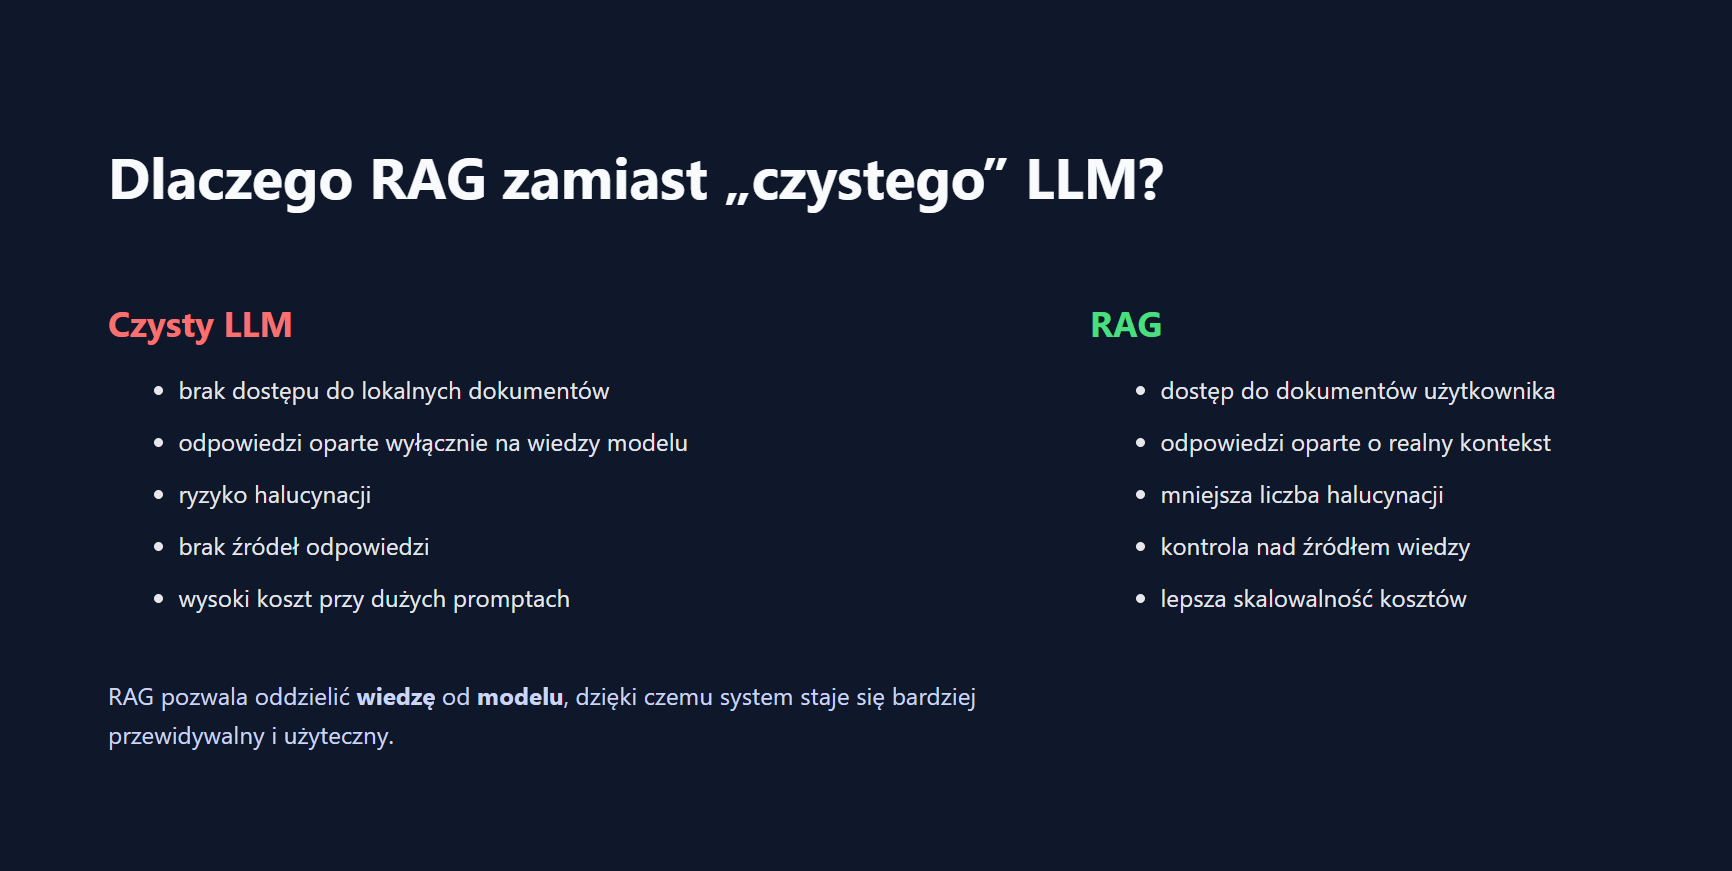 Dlaczego RAG zamiast „czystego” LLM?
Czysty LLM
• brak dostępu do lokalnych dokumentów
• odpowiedzi oparte wyłącznie na wiedzy modelu
• ryzyko halucynacji
• brak źródeł odpowiedzi
• wysoki koszt przy dużych promptach
RAG
• dostęp do dokumentów użytkownika
• odpowiedzi oparte o realny kontekst
• mniejsza liczba halucynacji
• kontrola nad źródłem wiedzy
• lepsza skalowalność kosztów
RAG pozwala oddzielić wiedzę od modelu, dzięki czemu system staje się bardziej
przewidywalny i użyteczny.